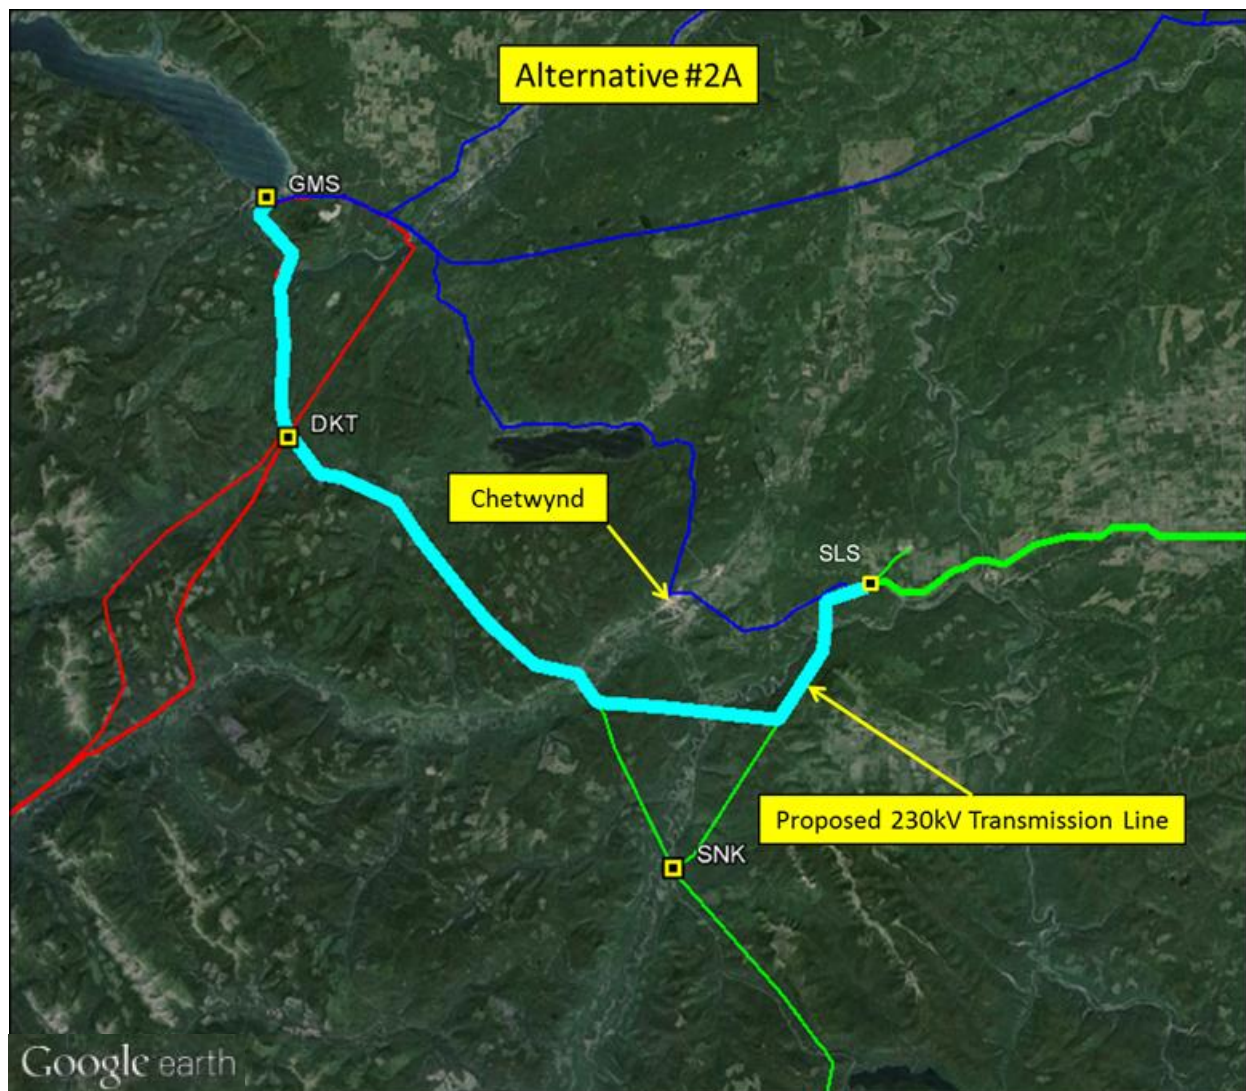 Alternative #2A
GMS
DKT
Chetwynd
SLS
Proposed 230kV Transmission Line
SNK
Google earth